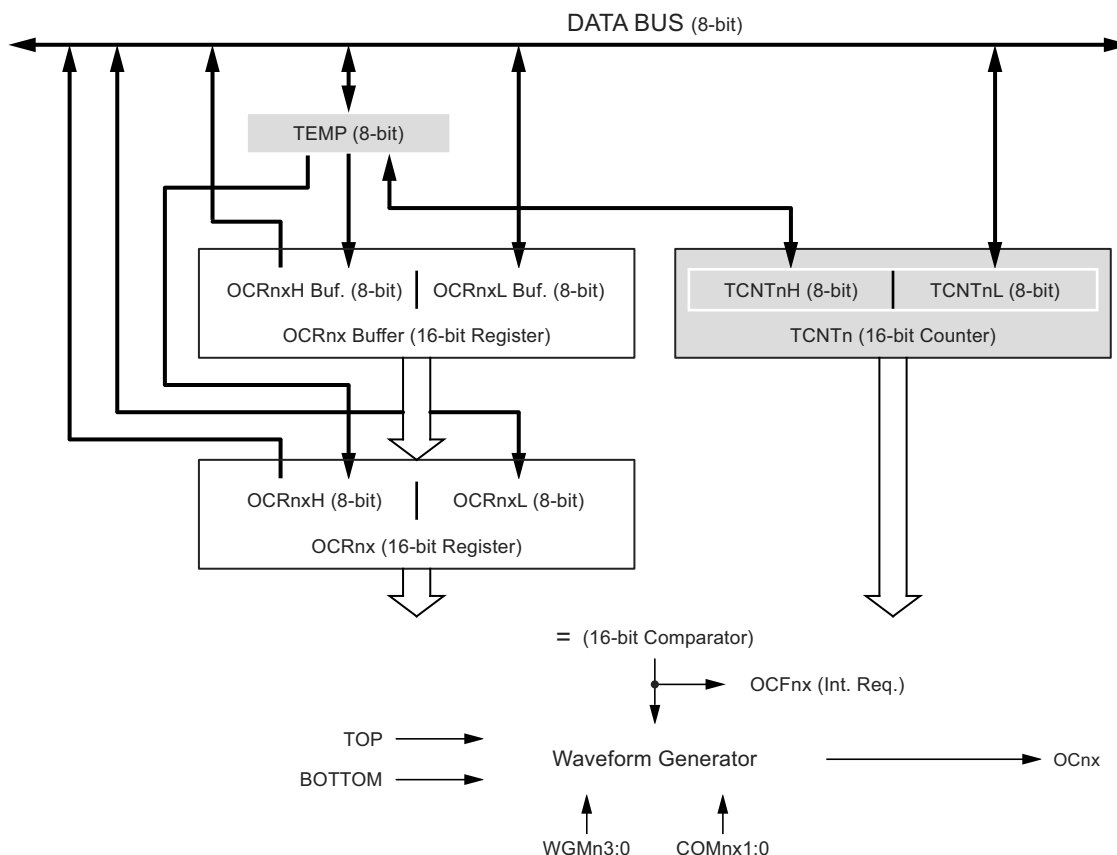 DATA BUS (8-bit)
TEMP (8-bit)
OCRnxH Buf. (8-bit)
OCRnxL Buf. (8-bit)
OCRnx Buffer (16-bit Register)
TCNTnH (8-bit)
TCNTnL (8-bit)
TCNTn (16-bit Counter)
OCRnxH (8-bit)
OCRnxL (8-bit)
OCRnx (16-bit Register)
= (16-bit Comparator)
OCFnx (Int. Req.)
TOP
BOTTOM
Waveform Generator
OCnx
WGMn3:0
COMnx1:0